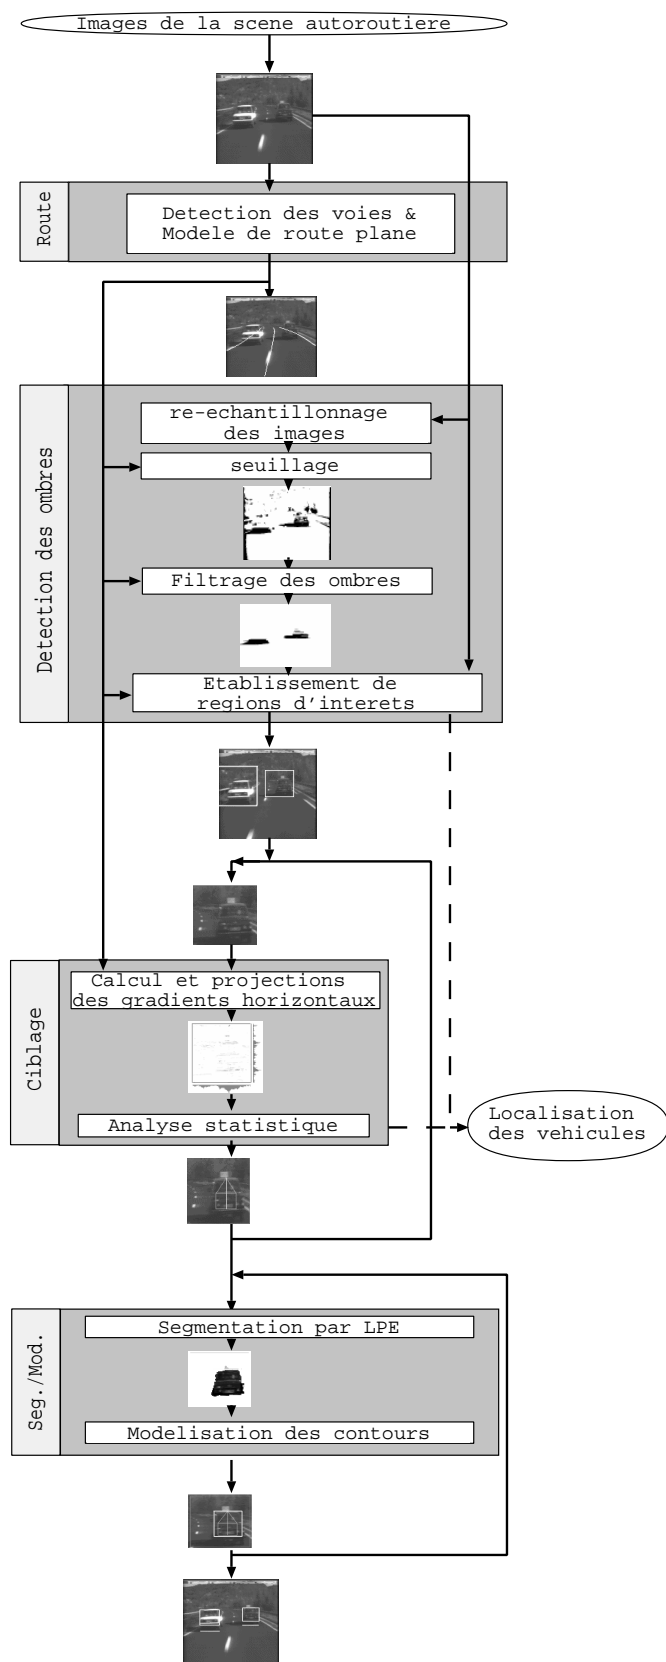 Images de la scene autoroutiere
Route
Detection des voies &
Modele de route plane
Detection des ombres
re-echantillonnage
des images
seuillage
Filtrage des ombres
Etablissement de
regions d'interets
Ciblage
Calcul et projections
des gradients horizontaux
Analyse statistique
Localisation
des vehicules
Seg./Mod.
Segmentation par LPE
Modelisation des contours